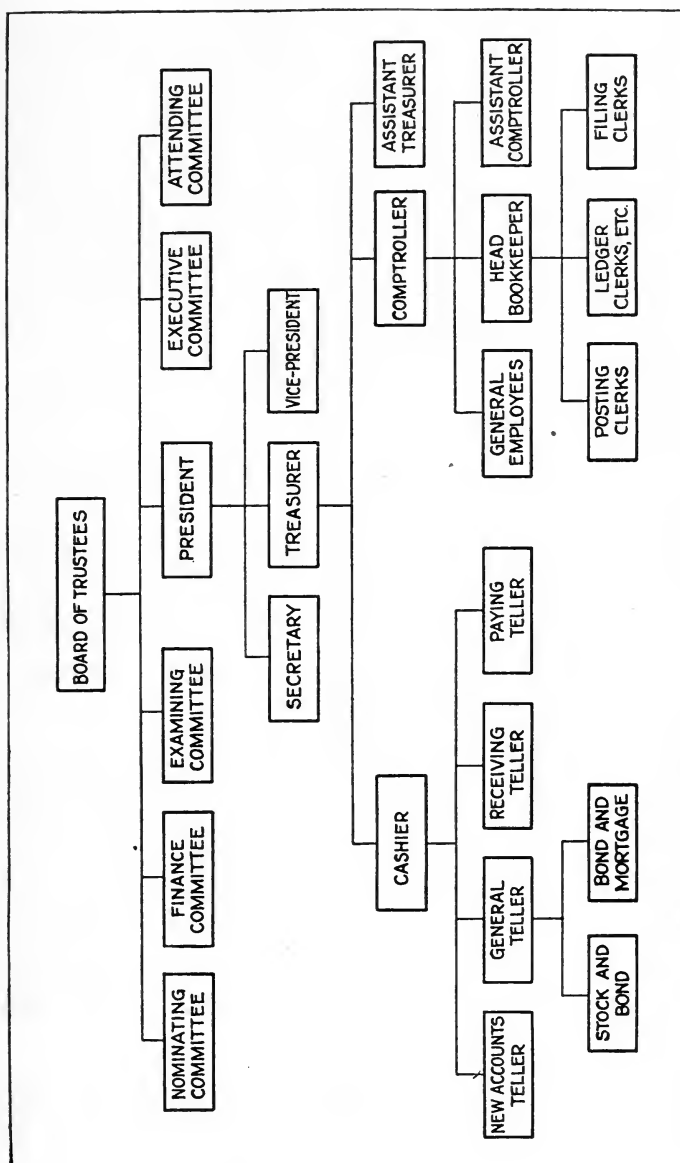 BOARD OF TRUSTEES
NOMINATING
COMMITTEE
FINANCE
COMMITTEE
EXAMINING
COMMITTEE
PRESIDENT
EXECUTIVE
COMMITTEE
ATTENDING
COMMITTEE
SECRETARY
TREASURER
VICE-PRESIDENT
CASHIER
COMPTROLLER
ASSISTANT
TREASURER
NEW ACCOUNTS
TELLER
GENERAL
TELLER
RECEIVING
TELLER
PAYING
TELLER
GENERAL
EMPLOYEES
HEAD
BOOKKEEPER
ASSISTANT
COMPTROLLER
STOCK AND
BOND
BOND AND
MORTGAGE
POSTING
CLERKS
LEDGER
CLERKS, ETC.
FILING
CLERKS